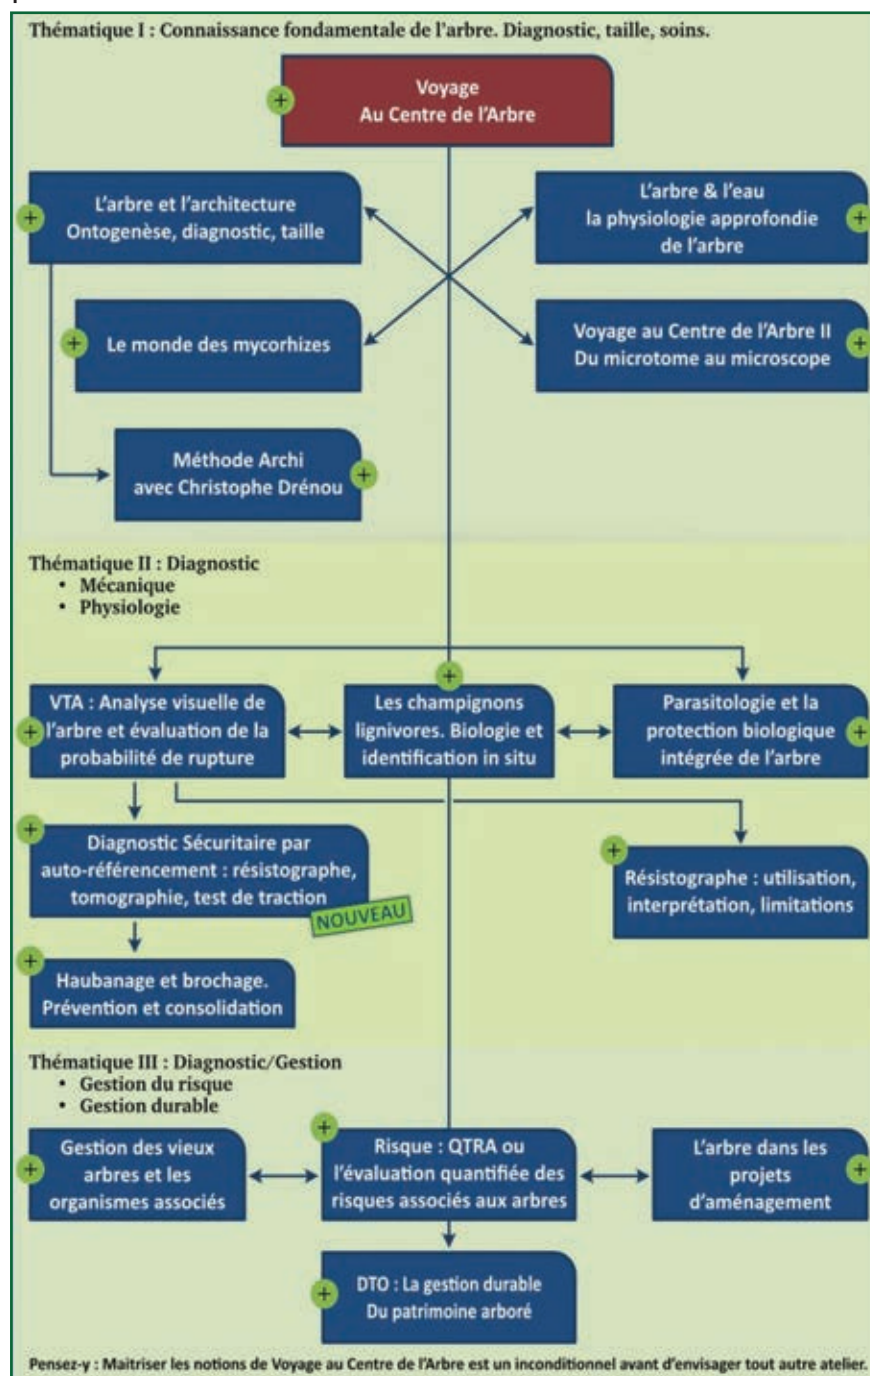 Thématique I : Connaissance fondamentale de l'arbre. Diagnostic, taille, soins.
Voyage
Au Centre de l'Arbre
L'arbre et l'architecture
Ontogenèse, diagnostic, taille
L'arbre & l'eau
la physiologie approfondie
de l'arbre
Le monde des mycorhizes
Voyage au Centre de l'Arbre II
Du microtome au microscope
Méthode Archi
avec Christophe Drénou
Thématique II : Diagnostic
• Mécanique
• Physiologie
VTA : Analyse visuelle de
l'arbre et évaluation de la
probabilité de rupture
Les champignons
lignivores. Biologie et
identification in situ
Parasitologie et la
protection biologique
intégrée de l'arbre
Diagnostic Sécuritaire par
auto-référencement : résistographe,
tomographie, test de traction
NOUVEAU
Résistographe : utilisation,
interprétation, limitations
Haubanage et brochage.
Prévention et consolidation
Thématique III : Diagnostic/Gestion
• Gestion du risque
• Gestion durable
Gestion des vieux
arbres et les
organismes associés
Risque : QTRA ou
l'évaluation quantifiée des
risques associés aux arbres
L'arbre dans les
projets
d'aménagement
DTO : La gestion durable
Du patrimoine arboré
Pensez-y : Maitriser les notions de Voyage au Centre de l'Arbre est un inconditionnel avant d'envisager tout autre atelier.